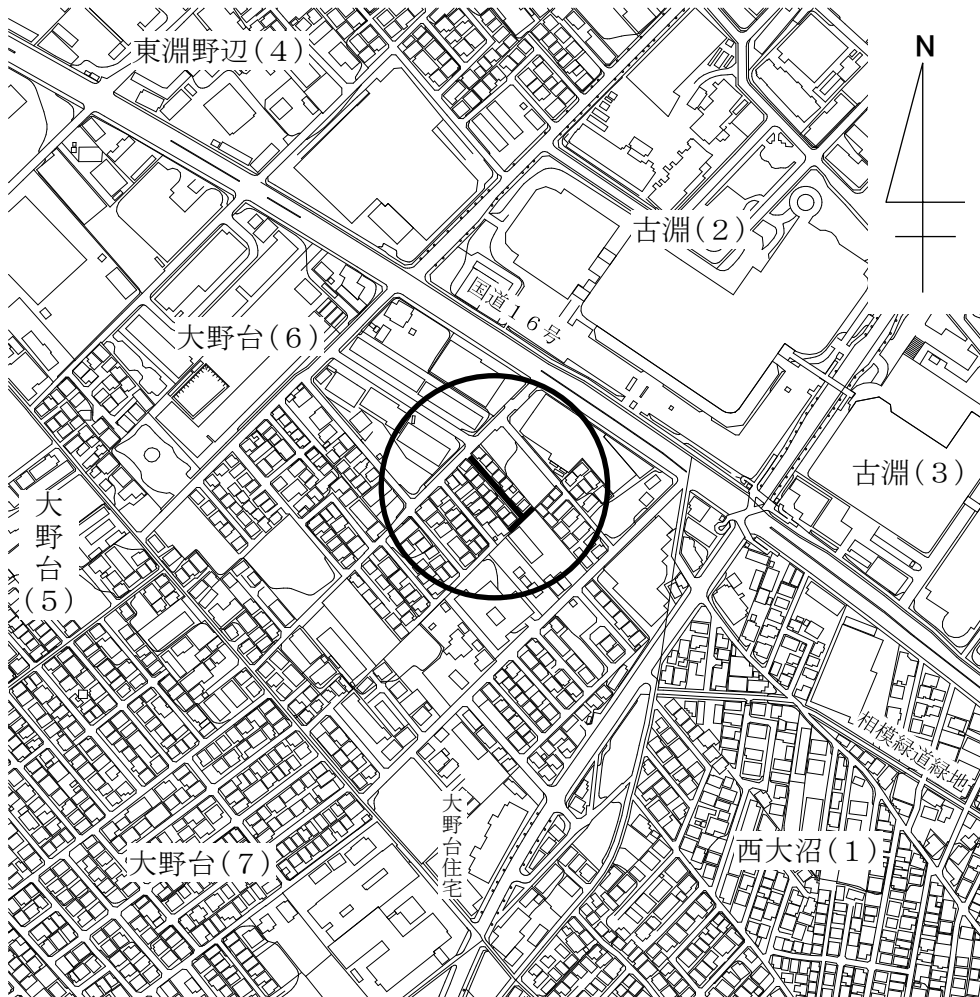 東淵野辺(4)
N
古淵(2)
国道16号
大野台(6)
古淵(3)
大野台(5)
相模緑道緑地
大野台住宅
大野台(7)
西大沼(1)